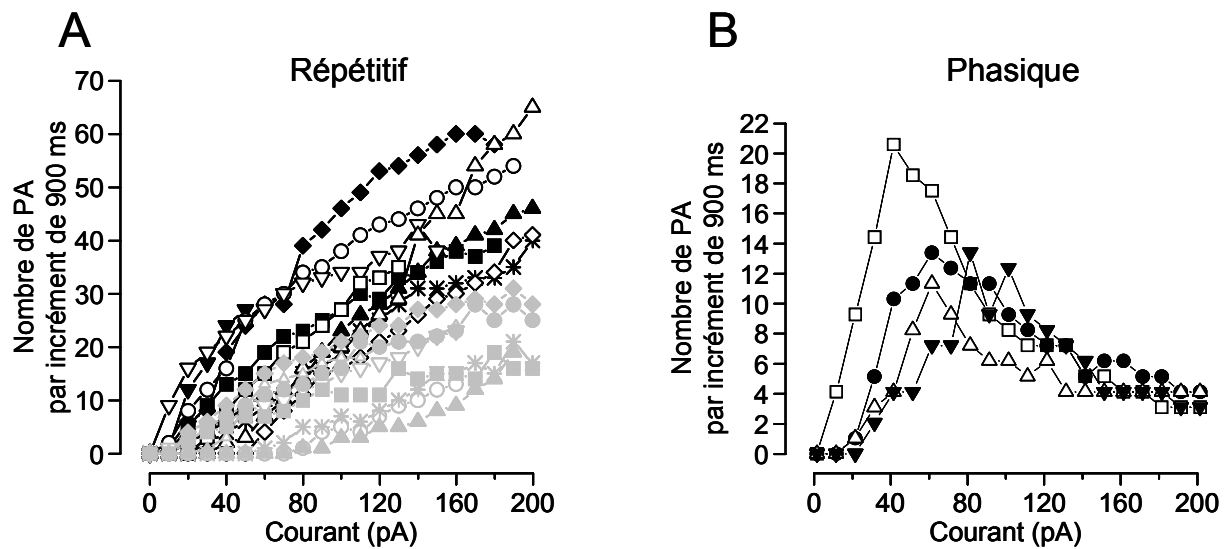 A
Répétitif
Nombre de PA
par incrément de 900 ms
70
60
50
40
30
20
10
0
0 40 80 120 160 200
Courant (pA)
B
Phasique
Nombre de PA
par incrément de 900 ms
22
20
18
16
14
12
10
8
6
4
2
0
0 40 80 120 160 200
Courant (pA)